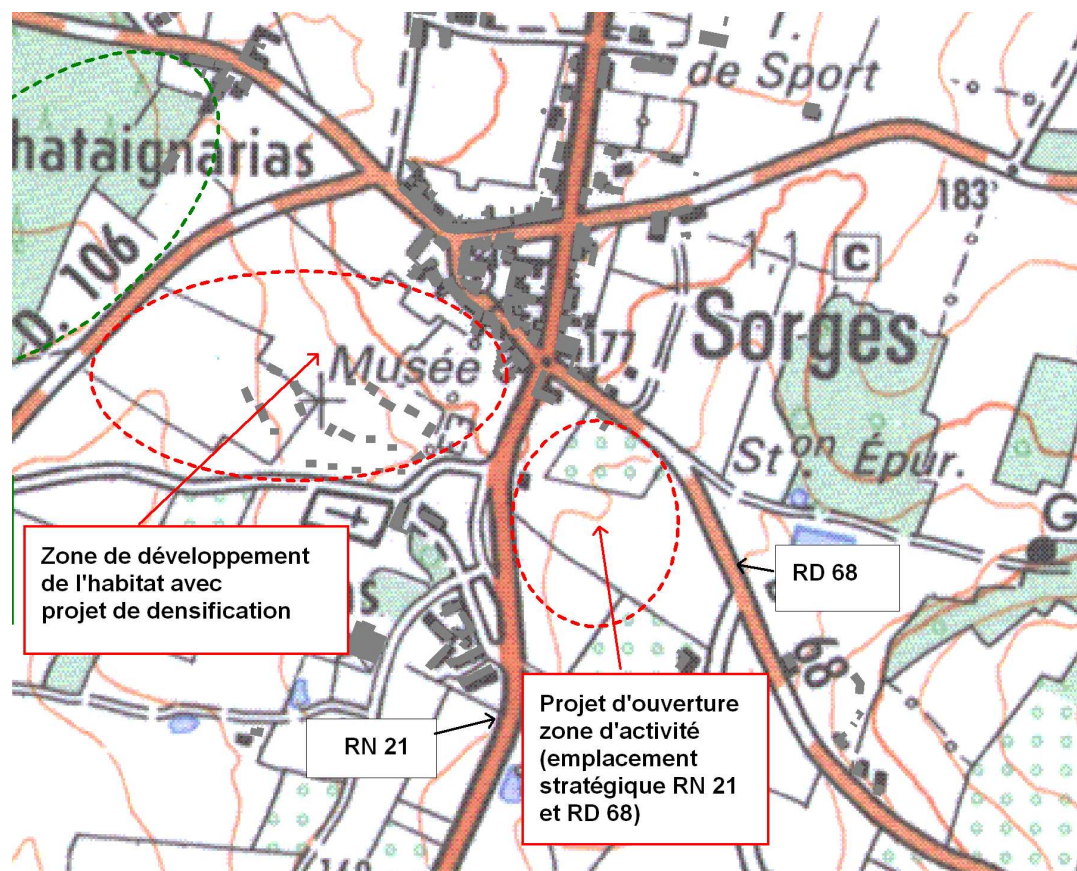 de Sport
hataignarias
183
D. 106
C
Sorges
Musée
177
St on Épur.
G
Zone de développement
de l'habitat avec
projet de densification
RD 68
68
RN 21
Projet d'ouverture
zone d'activité
(emplacement
stratégique RN 21
et RD 68)